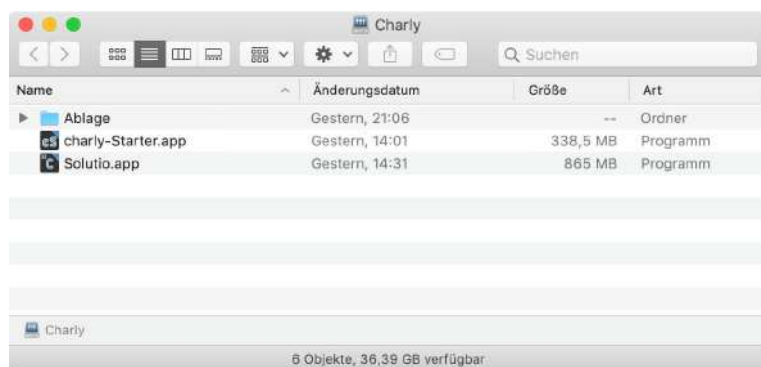 Charly
Suchen
Name Änderungsdatum Größe Art
Ablage Gestern, 21:06 -- Ordner
charly-Starter.app Gestern, 14:01 338,5 MB Programm
Solutio.app Gestern, 14:31 865 MB Programm
Charly
6 Objekte, 36,39 GB verfügbar